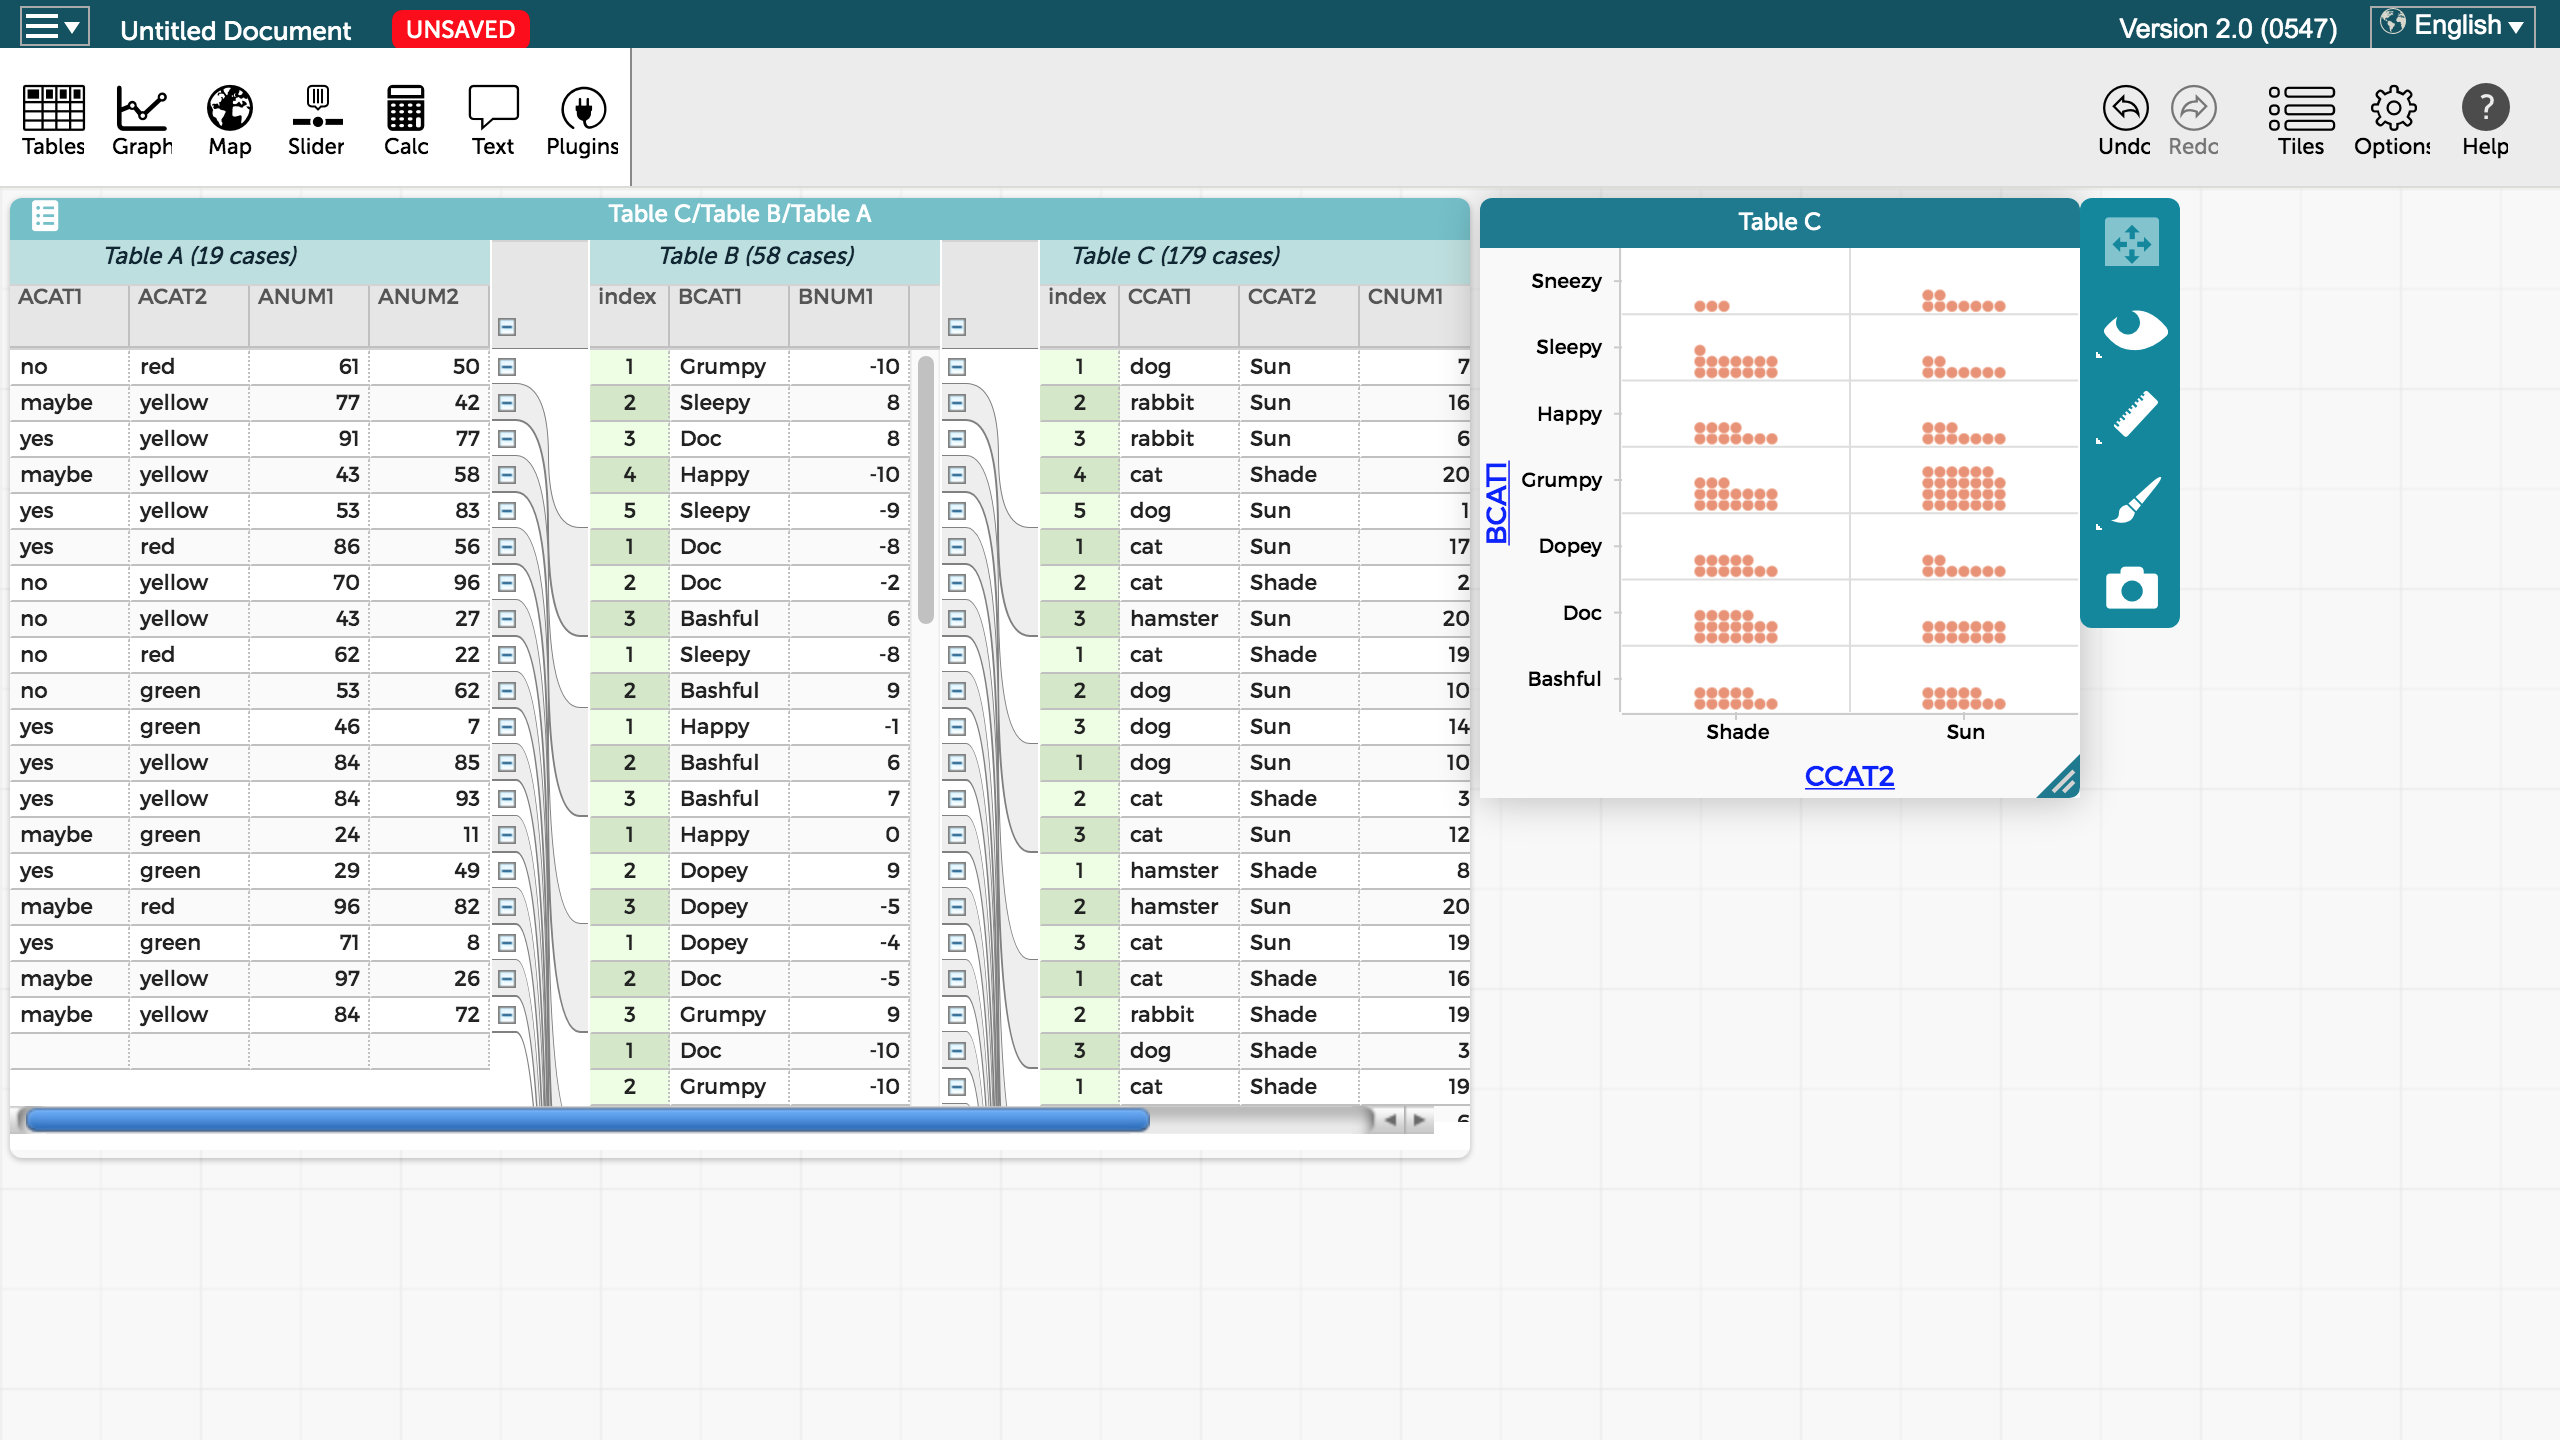 Untitled Document UNSAVED Version 2.0 (0547) English
Tables Graph Map Slider Calc Text Plugins Undo Redo Tiles Options Help
Table C/Table B/Table A
Table A (19 cases) Table B (58 cases) Table C (179 cases)
ACAT1 ACAT2 ANUM1 ANUM2 index BCAT1 BNUM1 index CCAT1 CCAT2 CNUM1
no red 61 50 1 Grumpy -10 1 dog Sun 7
maybe yellow 77 42 2 Sleepy 8 2 rabbit Sun 16
yes yellow 91 77 3 Doc 8 3 rabbit Sun 6
maybe yellow 43 58 4 Happy -10 4 cat Shade 20
yes yellow 53 83 5 Sleepy -9 5 dog Sun 1
yes red 86 56 1 Doc -8 1 cat Sun 17
no yellow 70 96 2 Doc -2 2 cat Shade 2
no yellow 43 27 3 Bashful 6 3 hamster Sun 20
no red 62 22 1 Sleepy -8 1 cat Shade 19
no green 53 62 2 Bashful 9 2 dog Sun 10
yes green 46 7 1 Happy -1 3 dog Sun 14
yes yellow 84 85 2 Bashful 6 1 dog Sun 10
yes yellow 84 93 3 Bashful 7 2 cat Shade 3
maybe green 24 11 1 Happy 0 3 cat Sun 12
yes green 29 49 2 Dopey 9 1 hamster Shade 8
maybe red 96 82 3 Dopey -5 2 hamster Sun 20
yes green 71 8 1 Dopey -4 3 cat Sun 19
maybe yellow 97 26 2 Doc -5 1 cat Shade 16
maybe yellow 84 72 3 Grumpy 9 2 rabbit Shade 19
1 Doc -10 3 dog Shade 3
2 Grumpy -10 1 cat Shade 19
Table C
Sneezy
Sleepy
Happy
Grumpy
Dopey
Doc
Bashful
BCAT1
Shade Sun
CCAT2